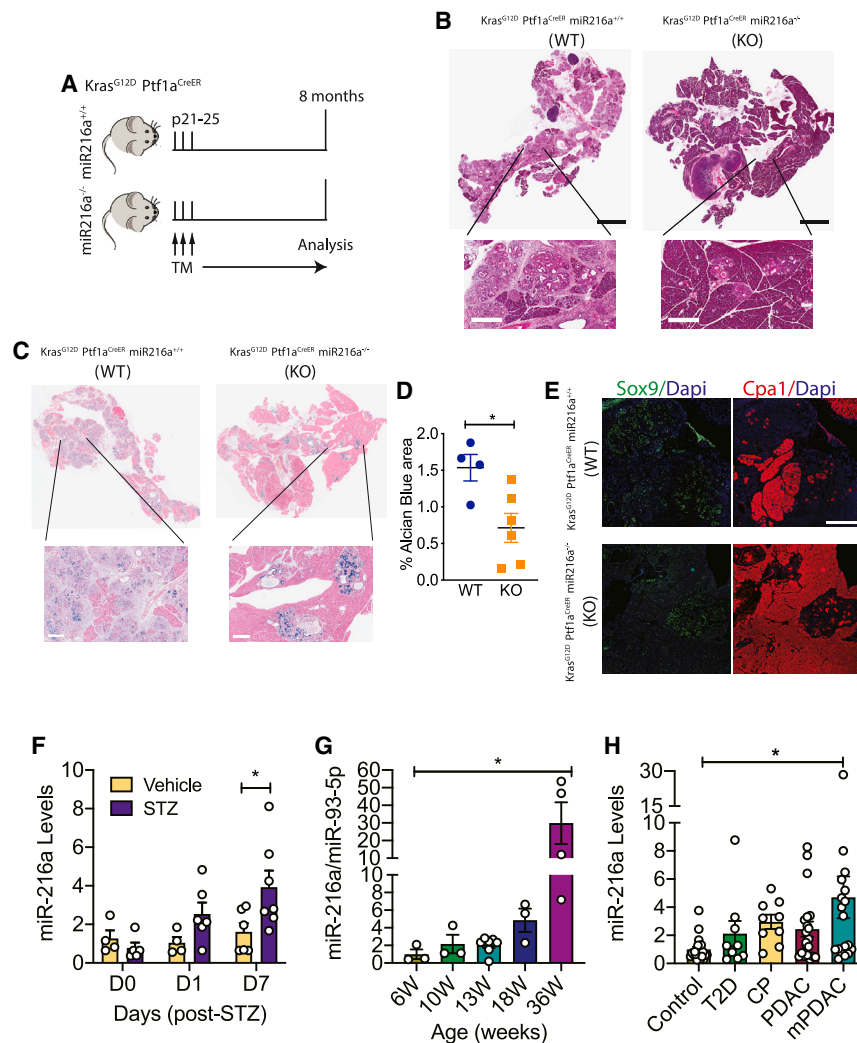 A
Kras^G12D Ptf1a^CreER
p21-25
8 months
miR216a^+/+
miR216a^-/-
TM
Analysis
B
Kras^G12D Ptf1a^CreER miR216a^+/+
(WT)
Kras^G12D Ptf1a^CreER miR216a^-/-
(KO)
C
Kras^G12D Ptf1a^CreER miR216a^+/+
(WT)
Kras^G12D Ptf1a^CreER miR216a^-/-
(KO)
D
*
% Alcian Blue area
2.0
1.5
1.0
0.5
0.0
WT KO
E
Sox9/Dapi
Cpa1/Dapi
Kras^G12D Ptf1a^CreER miR216a^+/+
(WT)
Kras^G12D Ptf1a^CreER miR216a^-/-
(KO)
F
miR-216a Levels
10
8
6
4
2
0
Vehicle
STZ
*
D0 D1 D7
Days (post-STZ)
G
miR-216a/miR-93-5p
60
50
40
30
20
10
10
8
6
4
2
0
*
6W 10W 13W 18W 36W
Age (weeks)
H
miR-216a Levels
30
15
10
8
6
4
2
0
*
Control T2D CP PDAC mPDAC